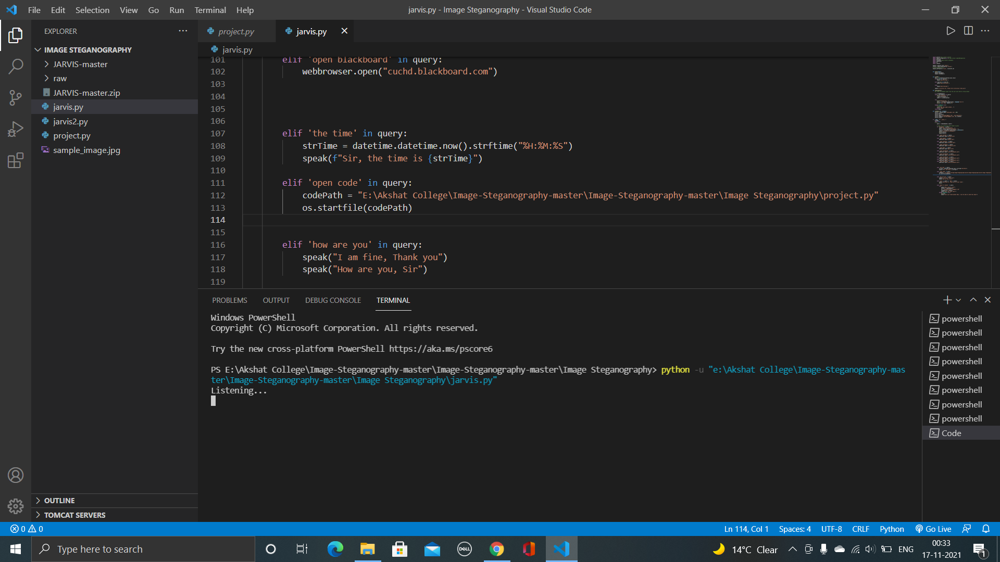 File Edit Selection View Go Run Terminal Help
jarvis.py - Image Steganography - Visual Studio Code
EXPLORER
IMAGE STEGANOGRAPHY
JARVIS-master
raw
JARVIS-master.zip
jarvis.py
jarvis2.py
project.py
sample_image.jpg
OUTLINE
TOMCAT SERVERS
project.py
jarvis.py
jarvis.py
101 elif 'open blackboard' in query:
102 webbrowser.open("cuchd.blackboard.com")
103
104
105
106
107 elif 'the time' in query:
108 strTime = datetime.datetime.now().strftime("%H:%M:%S")
109 speak(f"Sir, the time is {strTime}")
110
111 elif 'open code' in query:
112 codePath = "E:\Akshat College\Image-Steganography-master\Image-Steganography-master\Image Steganography\project.py"
113 os.startfile(codePath)
114
115
116 elif 'how are you' in query:
117 speak("I am fine, Thank you")
118 speak("How are you, Sir")
119
PROBLEMS OUTPUT DEBUG CONSOLE TERMINAL
Windows PowerShell
Copyright (C) Microsoft Corporation. All rights reserved.
Try the new cross-platform PowerShell https://aka.ms/pscore6
PS E:\Akshat College\Image-Steganography-master\Image-Steganography-master\Image Steganography> python -u "e:\Akshat College\Image-Steganography-mas
ter\Image-Steganography-master\Image Steganography\jarvis.py"
Listening...
powershell
powershell
powershell
powershell
powershell
powershell
powershell
powershell
Code
0 0
Ln 114, Col 1 Spaces: 4 UTF-8 CRLF Python Go Live
Type here to search
DELL
14°C Clear
ENG
00:33
17-11-2021
1